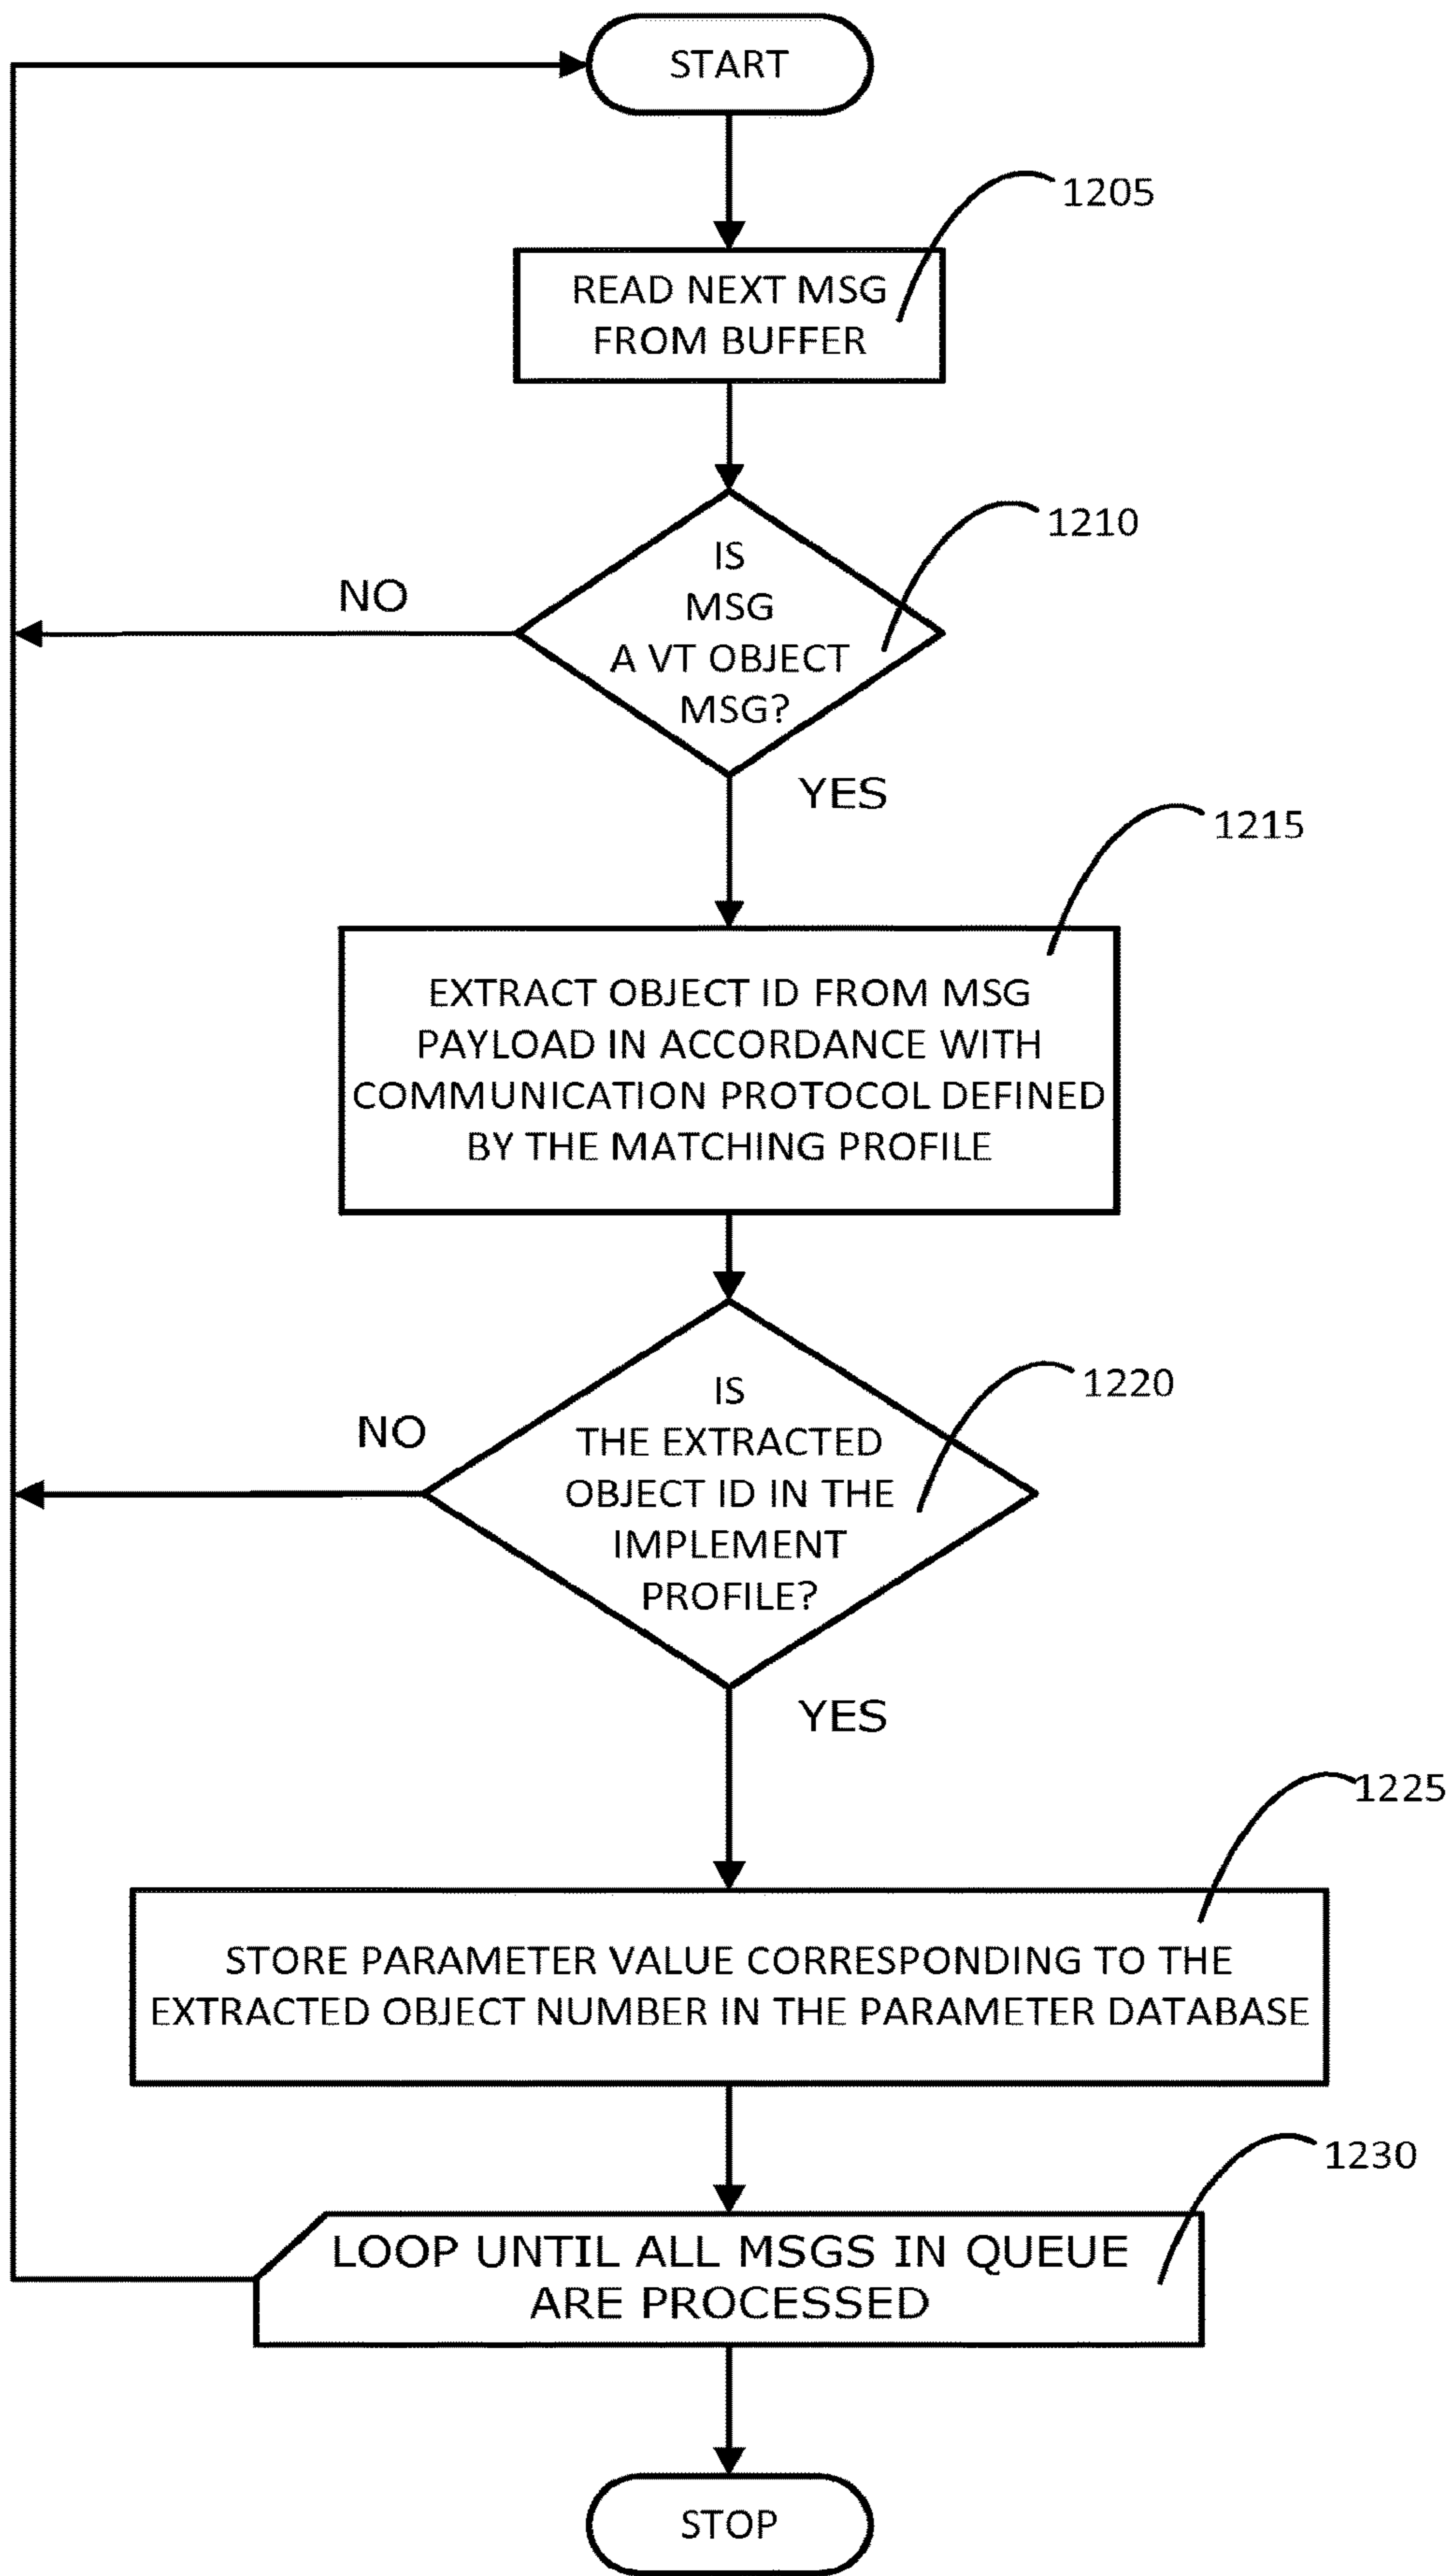 START
1205
READ NEXT MSG
FROM BUFFER
1210
IS
MSG
A VT OBJECT
MSG?
NO
YES
1215
EXTRACT OBJECT ID FROM MSG
PAYLOAD IN ACCORDANCE WITH
COMMUNICATION PROTOCOL DEFINED
BY THE MATCHING PROFILE
1220
IS
THE EXTRACTED
OBJECT ID IN THE
IMPLEMENT
PROFILE?
NO
YES
1225
STORE PARAMETER VALUE CORRESPONDING TO THE
EXTRACTED OBJECT NUMBER IN THE PARAMETER DATABASE
1230
LOOP UNTIL ALL MSGS IN QUEUE
ARE PROCESSED
STOP